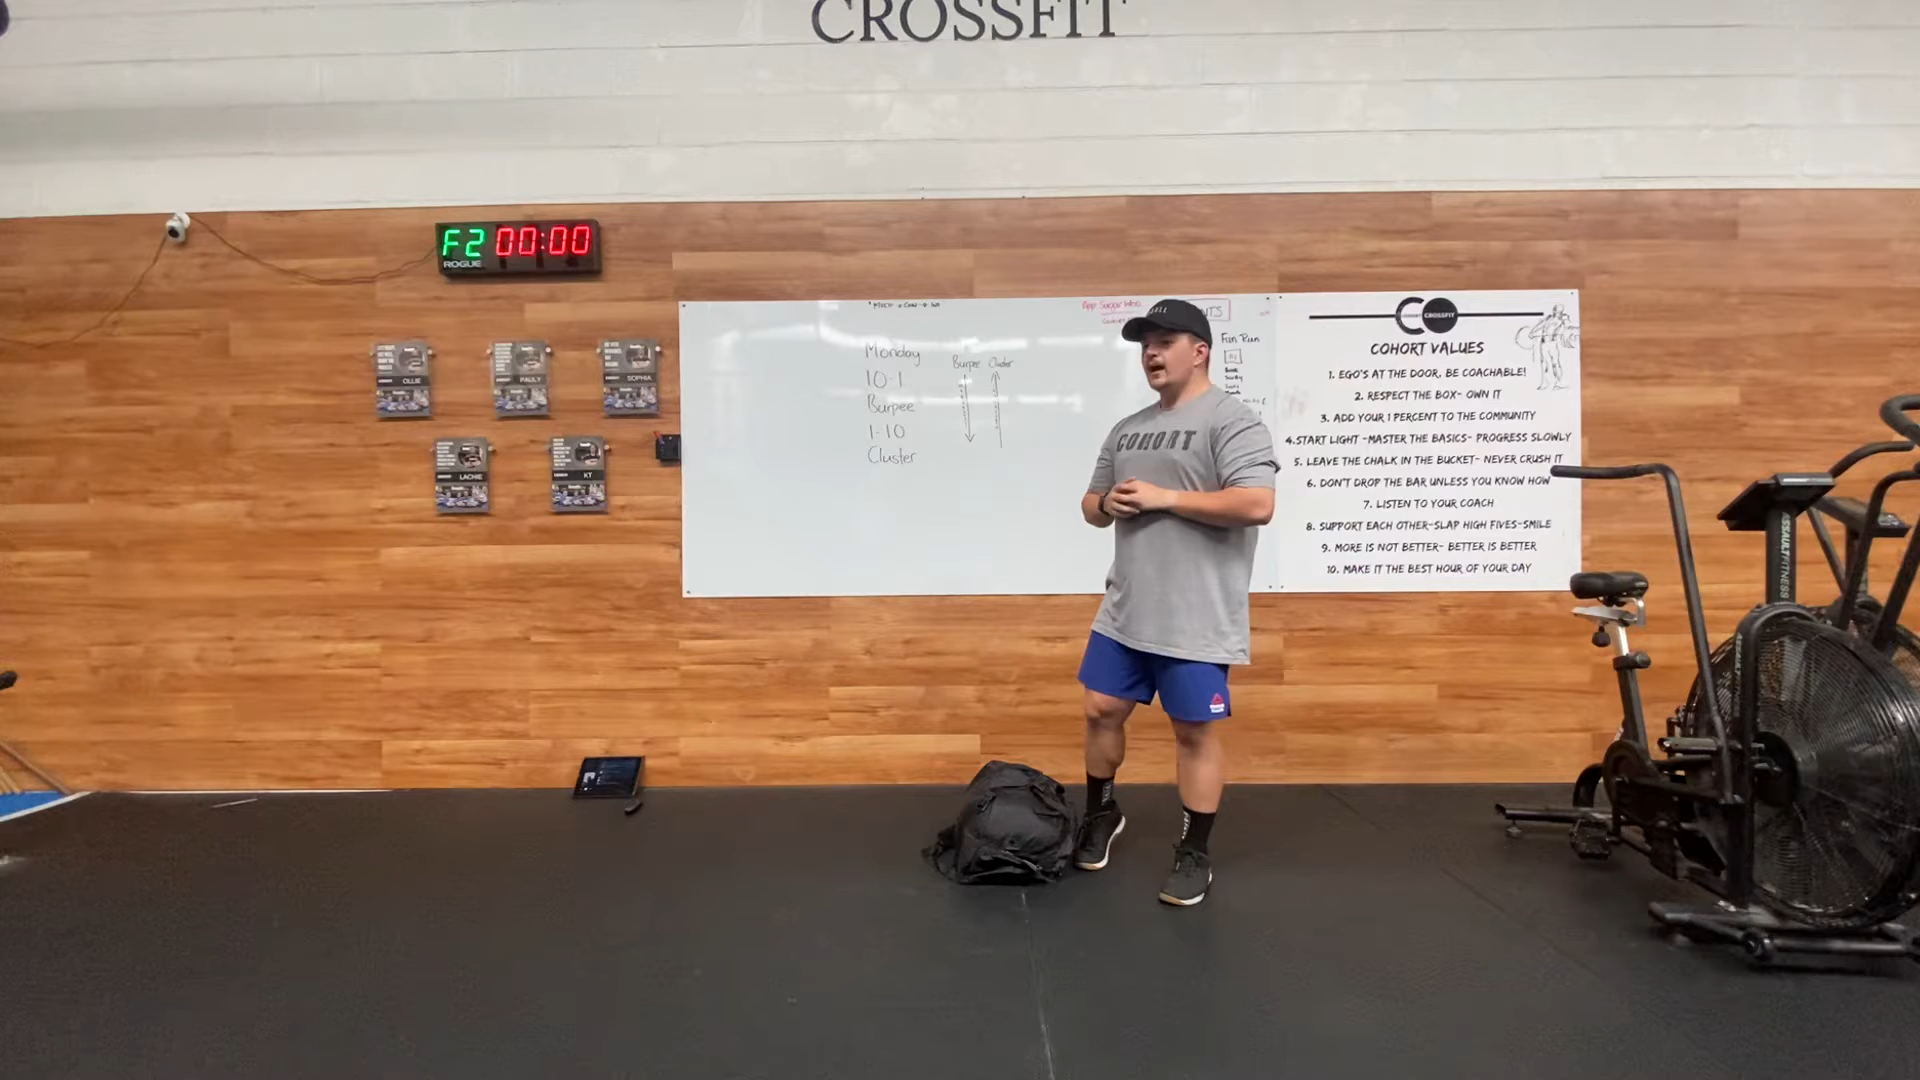 CROSSFIT
F2 00:00
ROGUE
OLLIE
PAULY
SOPHIA
LACHIE
KT
Monday
10-1
Burpee
1-10
Cluster
Burpee Cluster
Fun Run
COHORT
CROSSFIT
COHORT VALUES
1. EGO'S AT THE DOOR, BE COACHABLE!
2. RESPECT THE BOX- OWN IT
3. ADD YOUR 1 PERCENT TO THE COMMUNITY
4.START LIGHT -MASTER THE BASICS- PROGRESS SLOWLY
5. LEAVE THE CHALK IN THE BUCKET- NEVER CRUSH IT
6. DON'T DROP THE BAR UNLESS YOU KNOW HOW
7. LISTEN TO YOUR COACH
8. SUPPORT EACH OTHER-SLAP HIGH FIVES-SMILE
9. MORE IS NOT BETTER- BETTER IS BETTER
10. MAKE IT THE BEST HOUR OF YOUR DAY
ASSAULT FITNESS